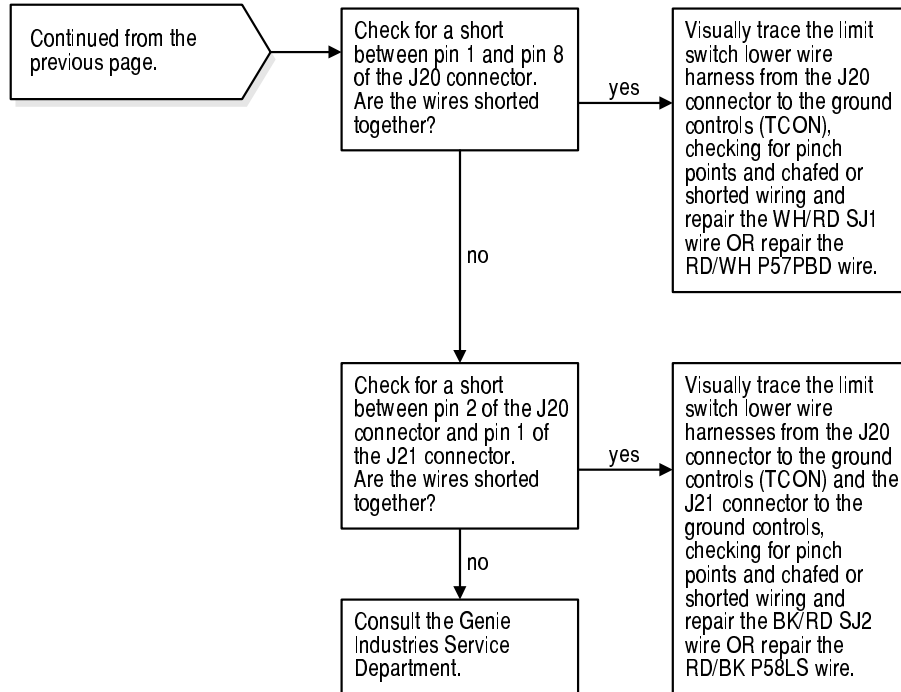 Continued from the
previous page.
Check for a short
between pin 1 and pin 8
of the J20 connector.
Are the wires shorted
together?
yes
Visually trace the limit
switch lower wire
harness from the J20
connector to the ground
controls (TCON),
checking for pinch
points and chafed or
shorted wiring and
repair the WH/RD SJ1
wire OR repair the
RD/WH P57PBD wire.
no
Check for a short
between pin 2 of the J20
connector and pin 1 of
the J21 connector.
Are the wires shorted
together?
yes
Visually trace the limit
switch lower wire
harnesses from the J20
connector to the ground
controls (TCON) and the
J21 connector to the
ground controls,
checking for pinch
points and chafed or
shorted wiring and
repair the BK/RD SJ2
wire OR repair the
RD/BK P58LS wire.
no
Consult the Genie
Industries Service
Department.